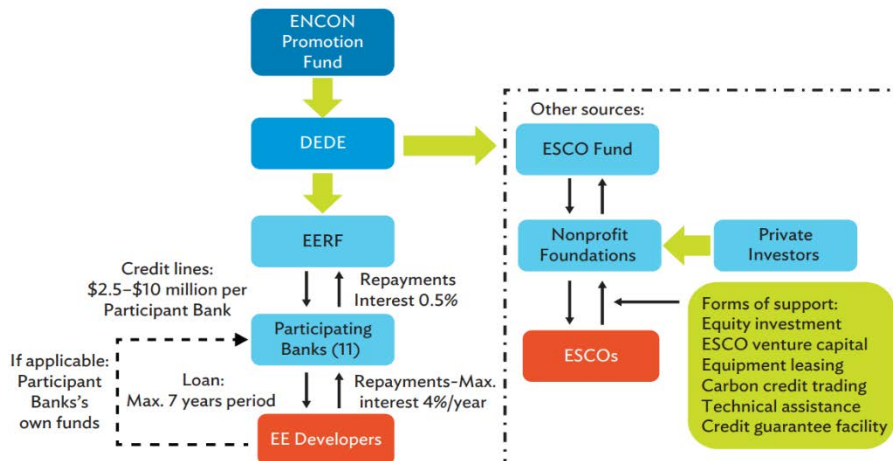 ENCON
Promotion
Fund
DEDE
EERF
Credit lines:
$2.5–$10 million per
Participant Bank
Repayments
Interest 0.5%
Participating
Banks (11)
If applicable:
Participant
Banks's
own funds
Loan:
Max. 7 years period
Repayments–Max.
interest 4%/year
EE Developers
Other sources:
ESCO Fund
Nonprofit
Foundations
Private
Investors
ESCOs
Forms of support:
Equity investment
ESCO venture capital
Equipment leasing
Carbon credit trading
Technical assistance
Credit guarantee facility